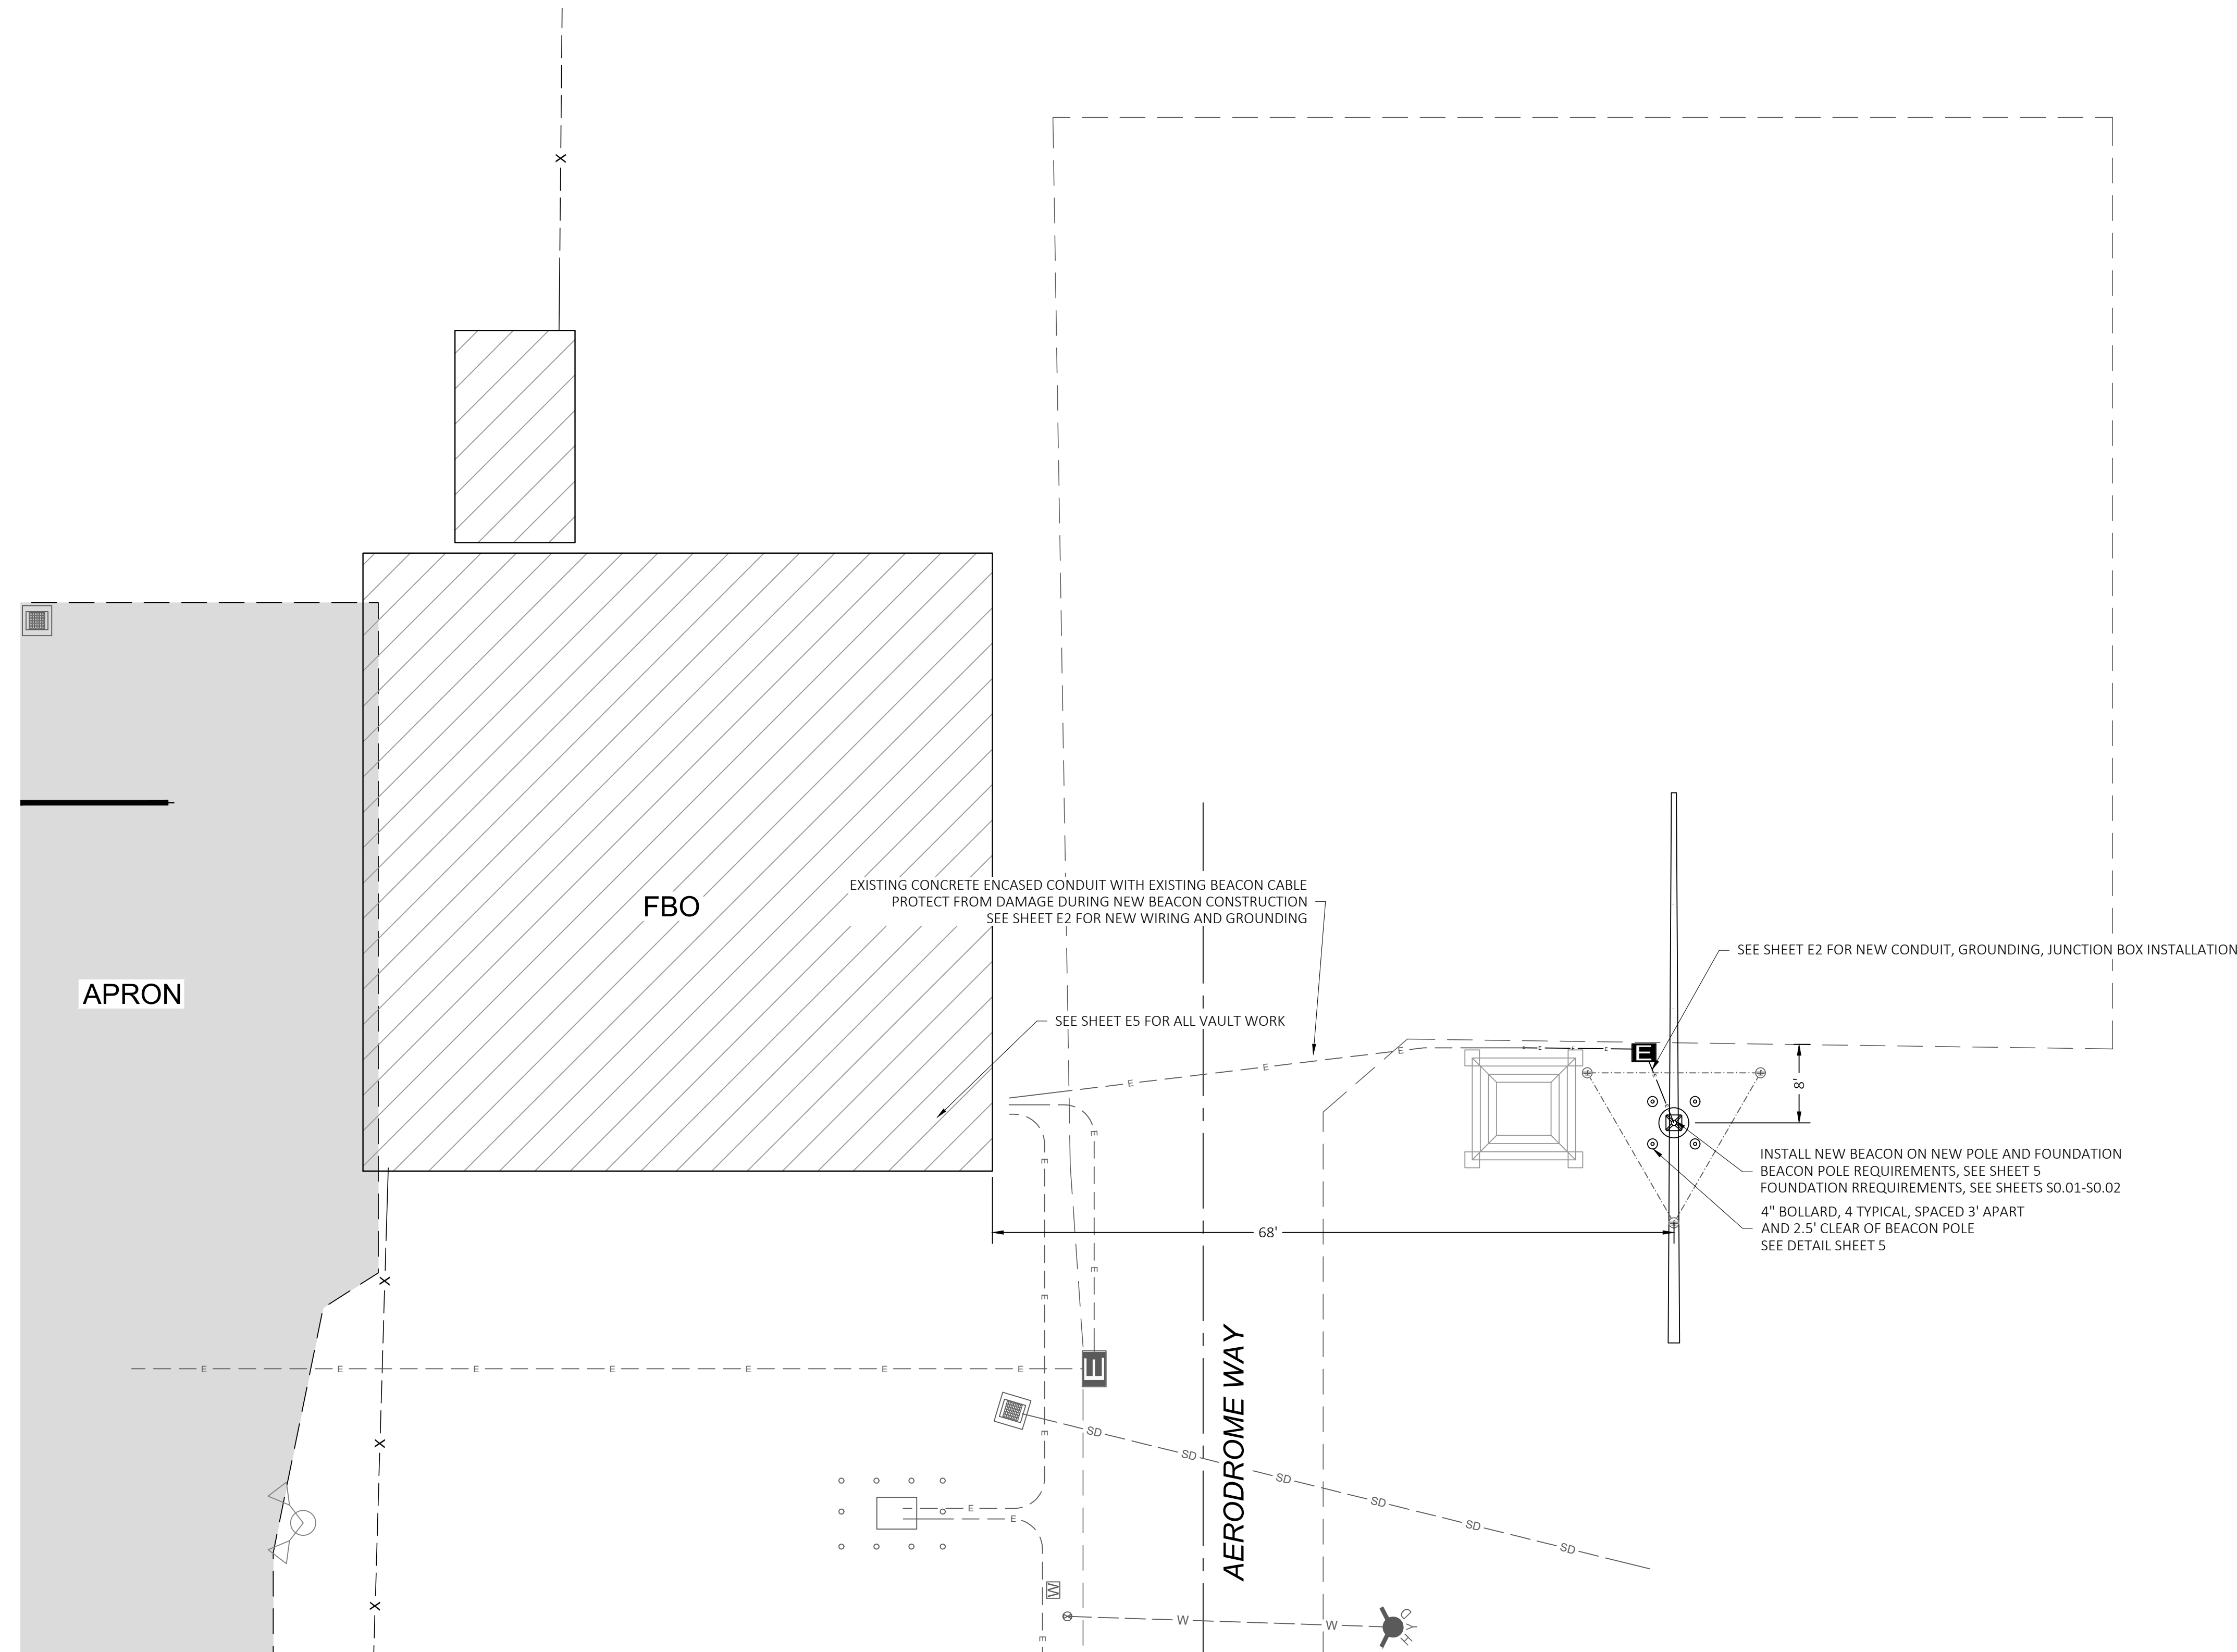 X
FBO
APRON
EXISTING CONCRETE ENCASED CONDUIT WITH EXISTING BEACON CABLE
PROTECT FROM DAMAGE DURING NEW BEACON CONSTRUCTION
SEE SHEET E2 FOR NEW WIRING AND GROUNDING
SEE SHEET E2 FOR NEW CONDUIT, GROUNDING, JUNCTION BOX INSTALLATION
SEE SHEET E5 FOR ALL VAULT WORK
E
E
E
E
E
E
E
8'
INSTALL NEW BEACON ON NEW POLE AND FOUNDATION
BEACON POLE REQUIREMENTS, SEE SHEET 5
FOUNDATION RREQUIREMENTS, SEE SHEETS S0.01-S0.02
4" BOLLARD, 4 TYPICAL, SPACED 3' APART
AND 2.5' CLEAR OF BEACON POLE
SEE DETAIL SHEET 5
68'
E
E
E
E
X
E
E
E
E
E
E
E
E
AERODROME WAY
E
SD
SD
SD
SD
SD
SD
X
E
E
X
W
W
W
HYD
E